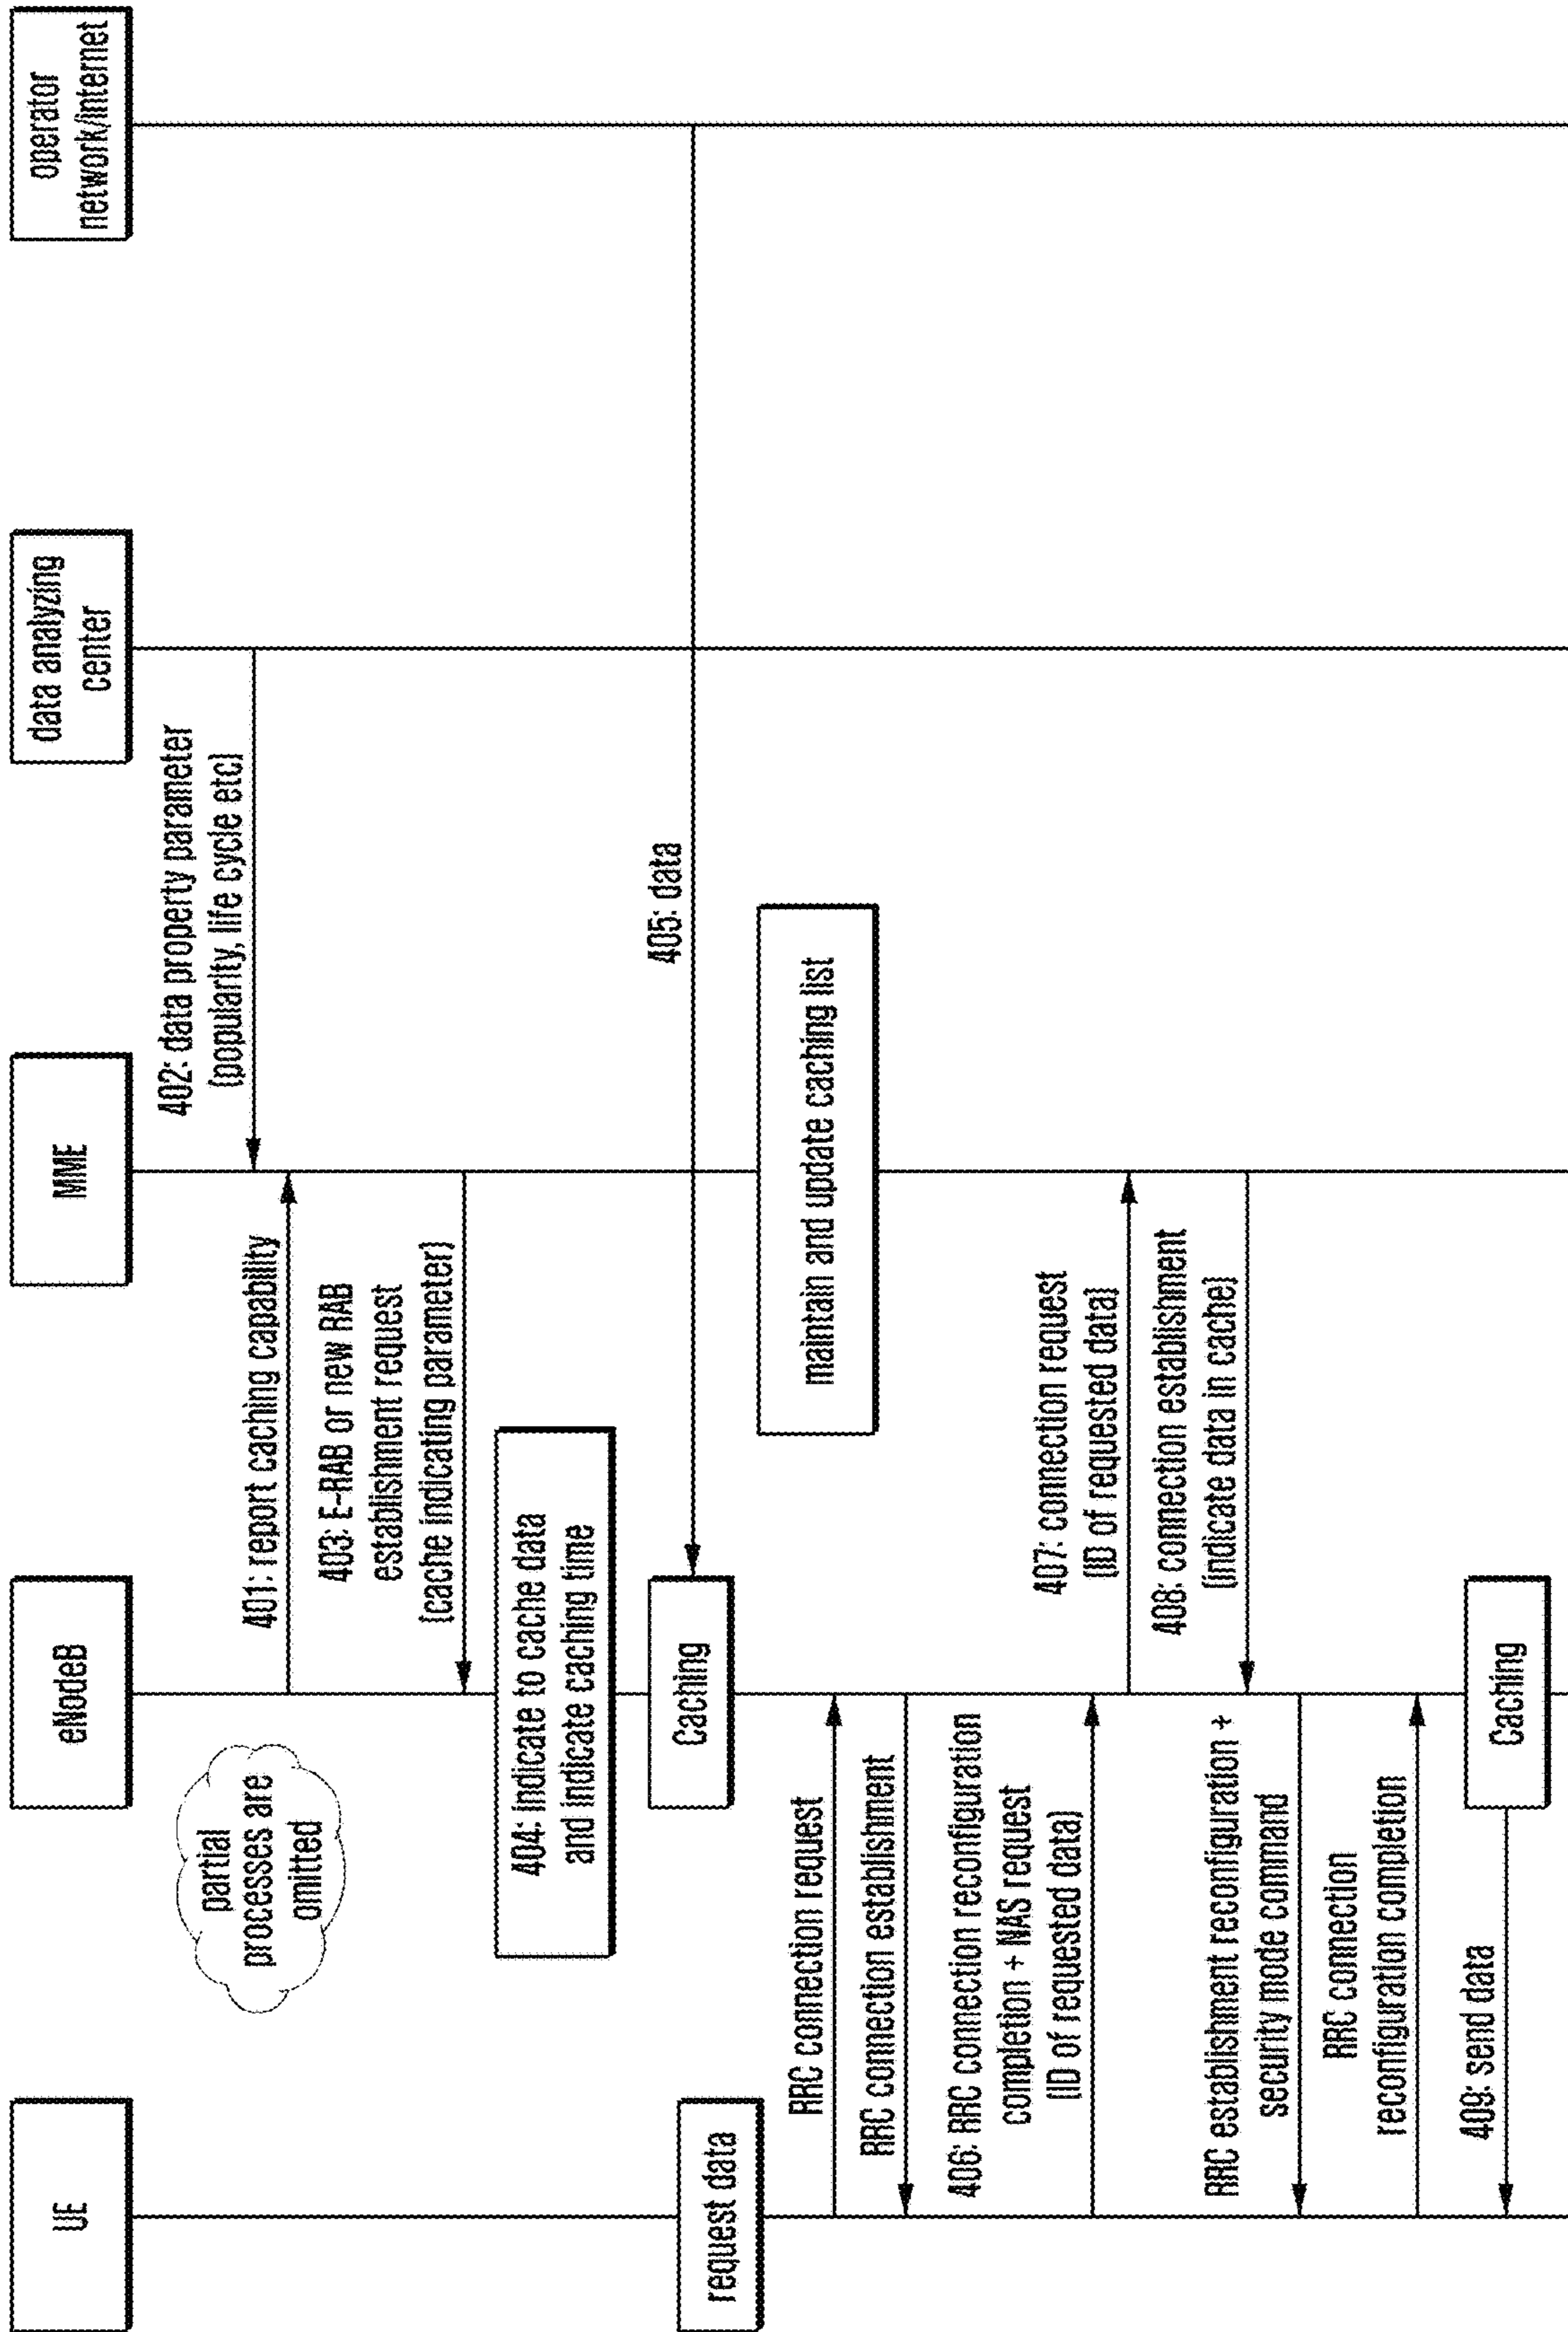 UE
eNodeB
MME
data analyzing
center
operator
network/internet
partial
processes are
omitted
402: data property parameter
(popularity, life cycle etc)
401: report caching capability
403: E-RAB or new RAB
establishment request
(cache indicating parameter)
404: indicate to cache data
and indicate caching time
405: data
Caching
request data
maintain and update caching list
RRC connection request
RRC connection establishment
406: RRC connection reconfiguration
completion + NAS request
(ID of requested data)
407: connection request
(ID of requested data)
408: connection establishment
(indicate data in cache)
RRC establishment reconfiguration +
security mode command
RRC connection
reconfiguration completion
Caching
409: send data